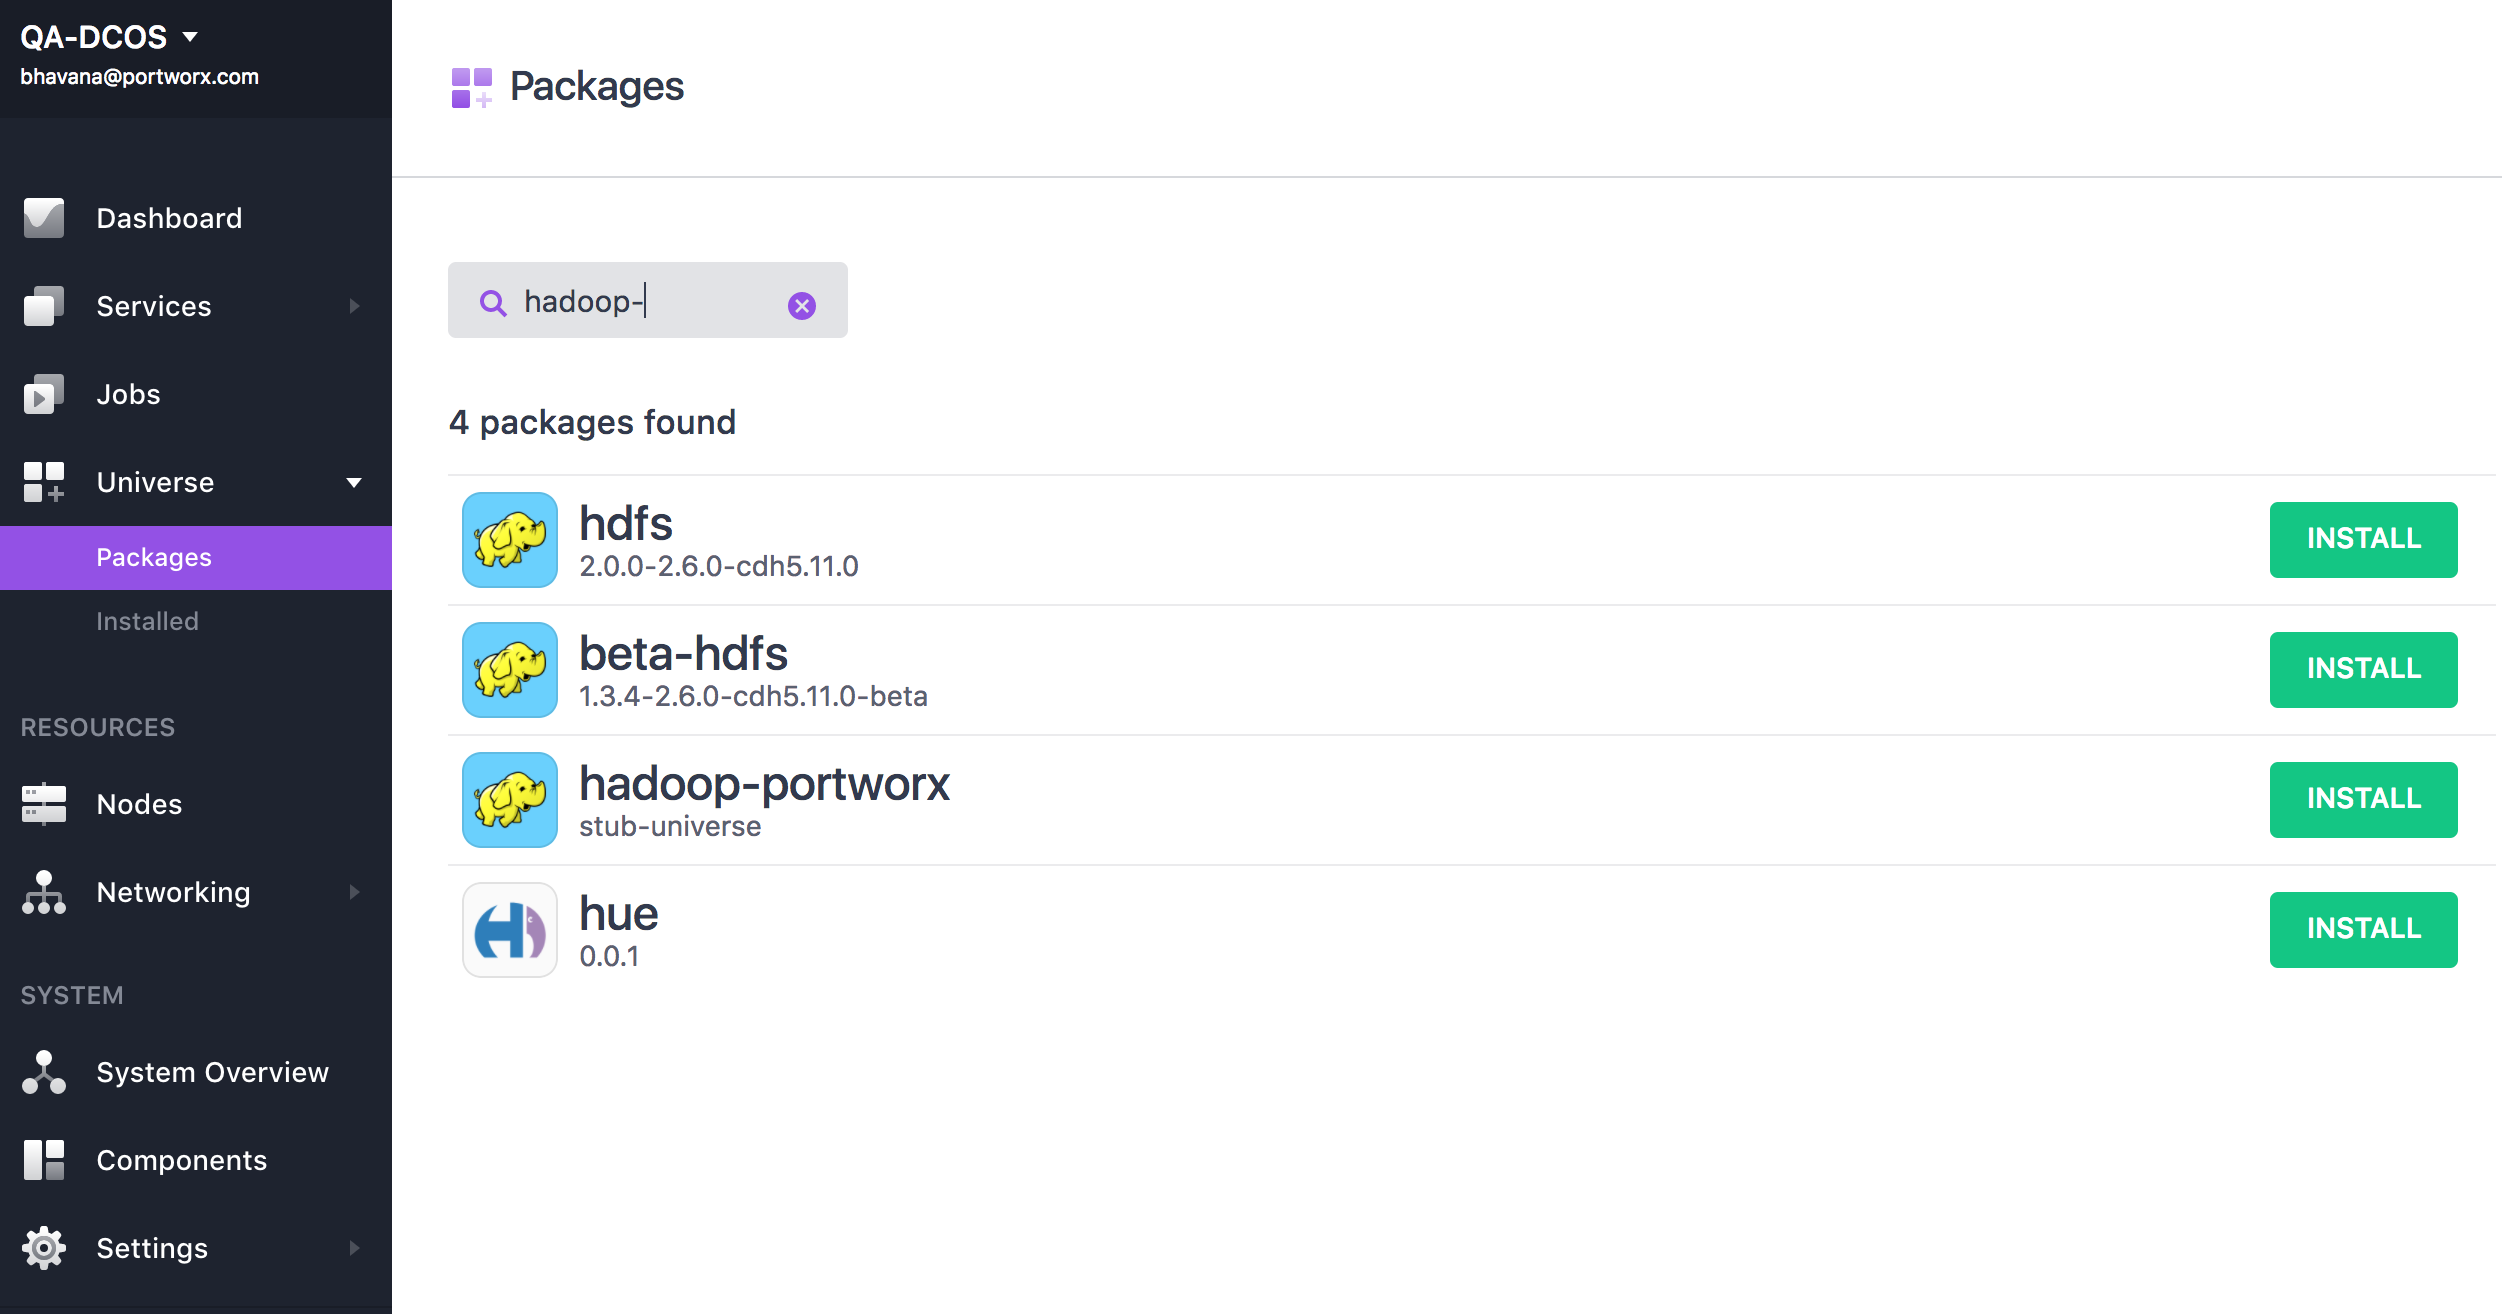 QA-DCOS
bhavana@portworx.com
Dashboard
Services
Jobs
Universe
Packages
Installed
RESOURCES
Nodes
Networking
SYSTEM
System Overview
Components
Settings
Packages
hadoop-
4 packages found
hdfs
2.0.0-2.6.0-cdh5.11.0
INSTALL
beta-hdfs
1.3.4-2.6.0-cdh5.11.0-beta
INSTALL
hadoop-portworx
stub-universe
INSTALL
hue
0.0.1
INSTALL